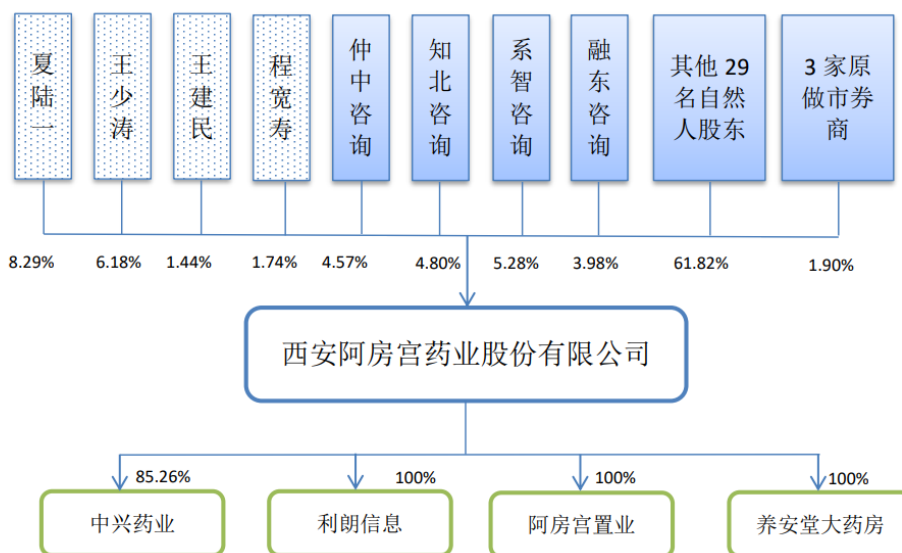 夏陆一
王少涛
王建民
程宽寿
仲中咨询
知北咨询
系智咨询
融东咨询
其他 29
名自然
人股东
3 家原
做市券
商
8.29%
6.18%
1.44%
1.74%
4.57%
4.80%
5.28%
3.98%
61.82%
1.90%
西安阿房宫药业股份有限公司
85.26%
100%
100%
100%
中兴药业
利朗信息
阿房宫置业
养安堂大药房